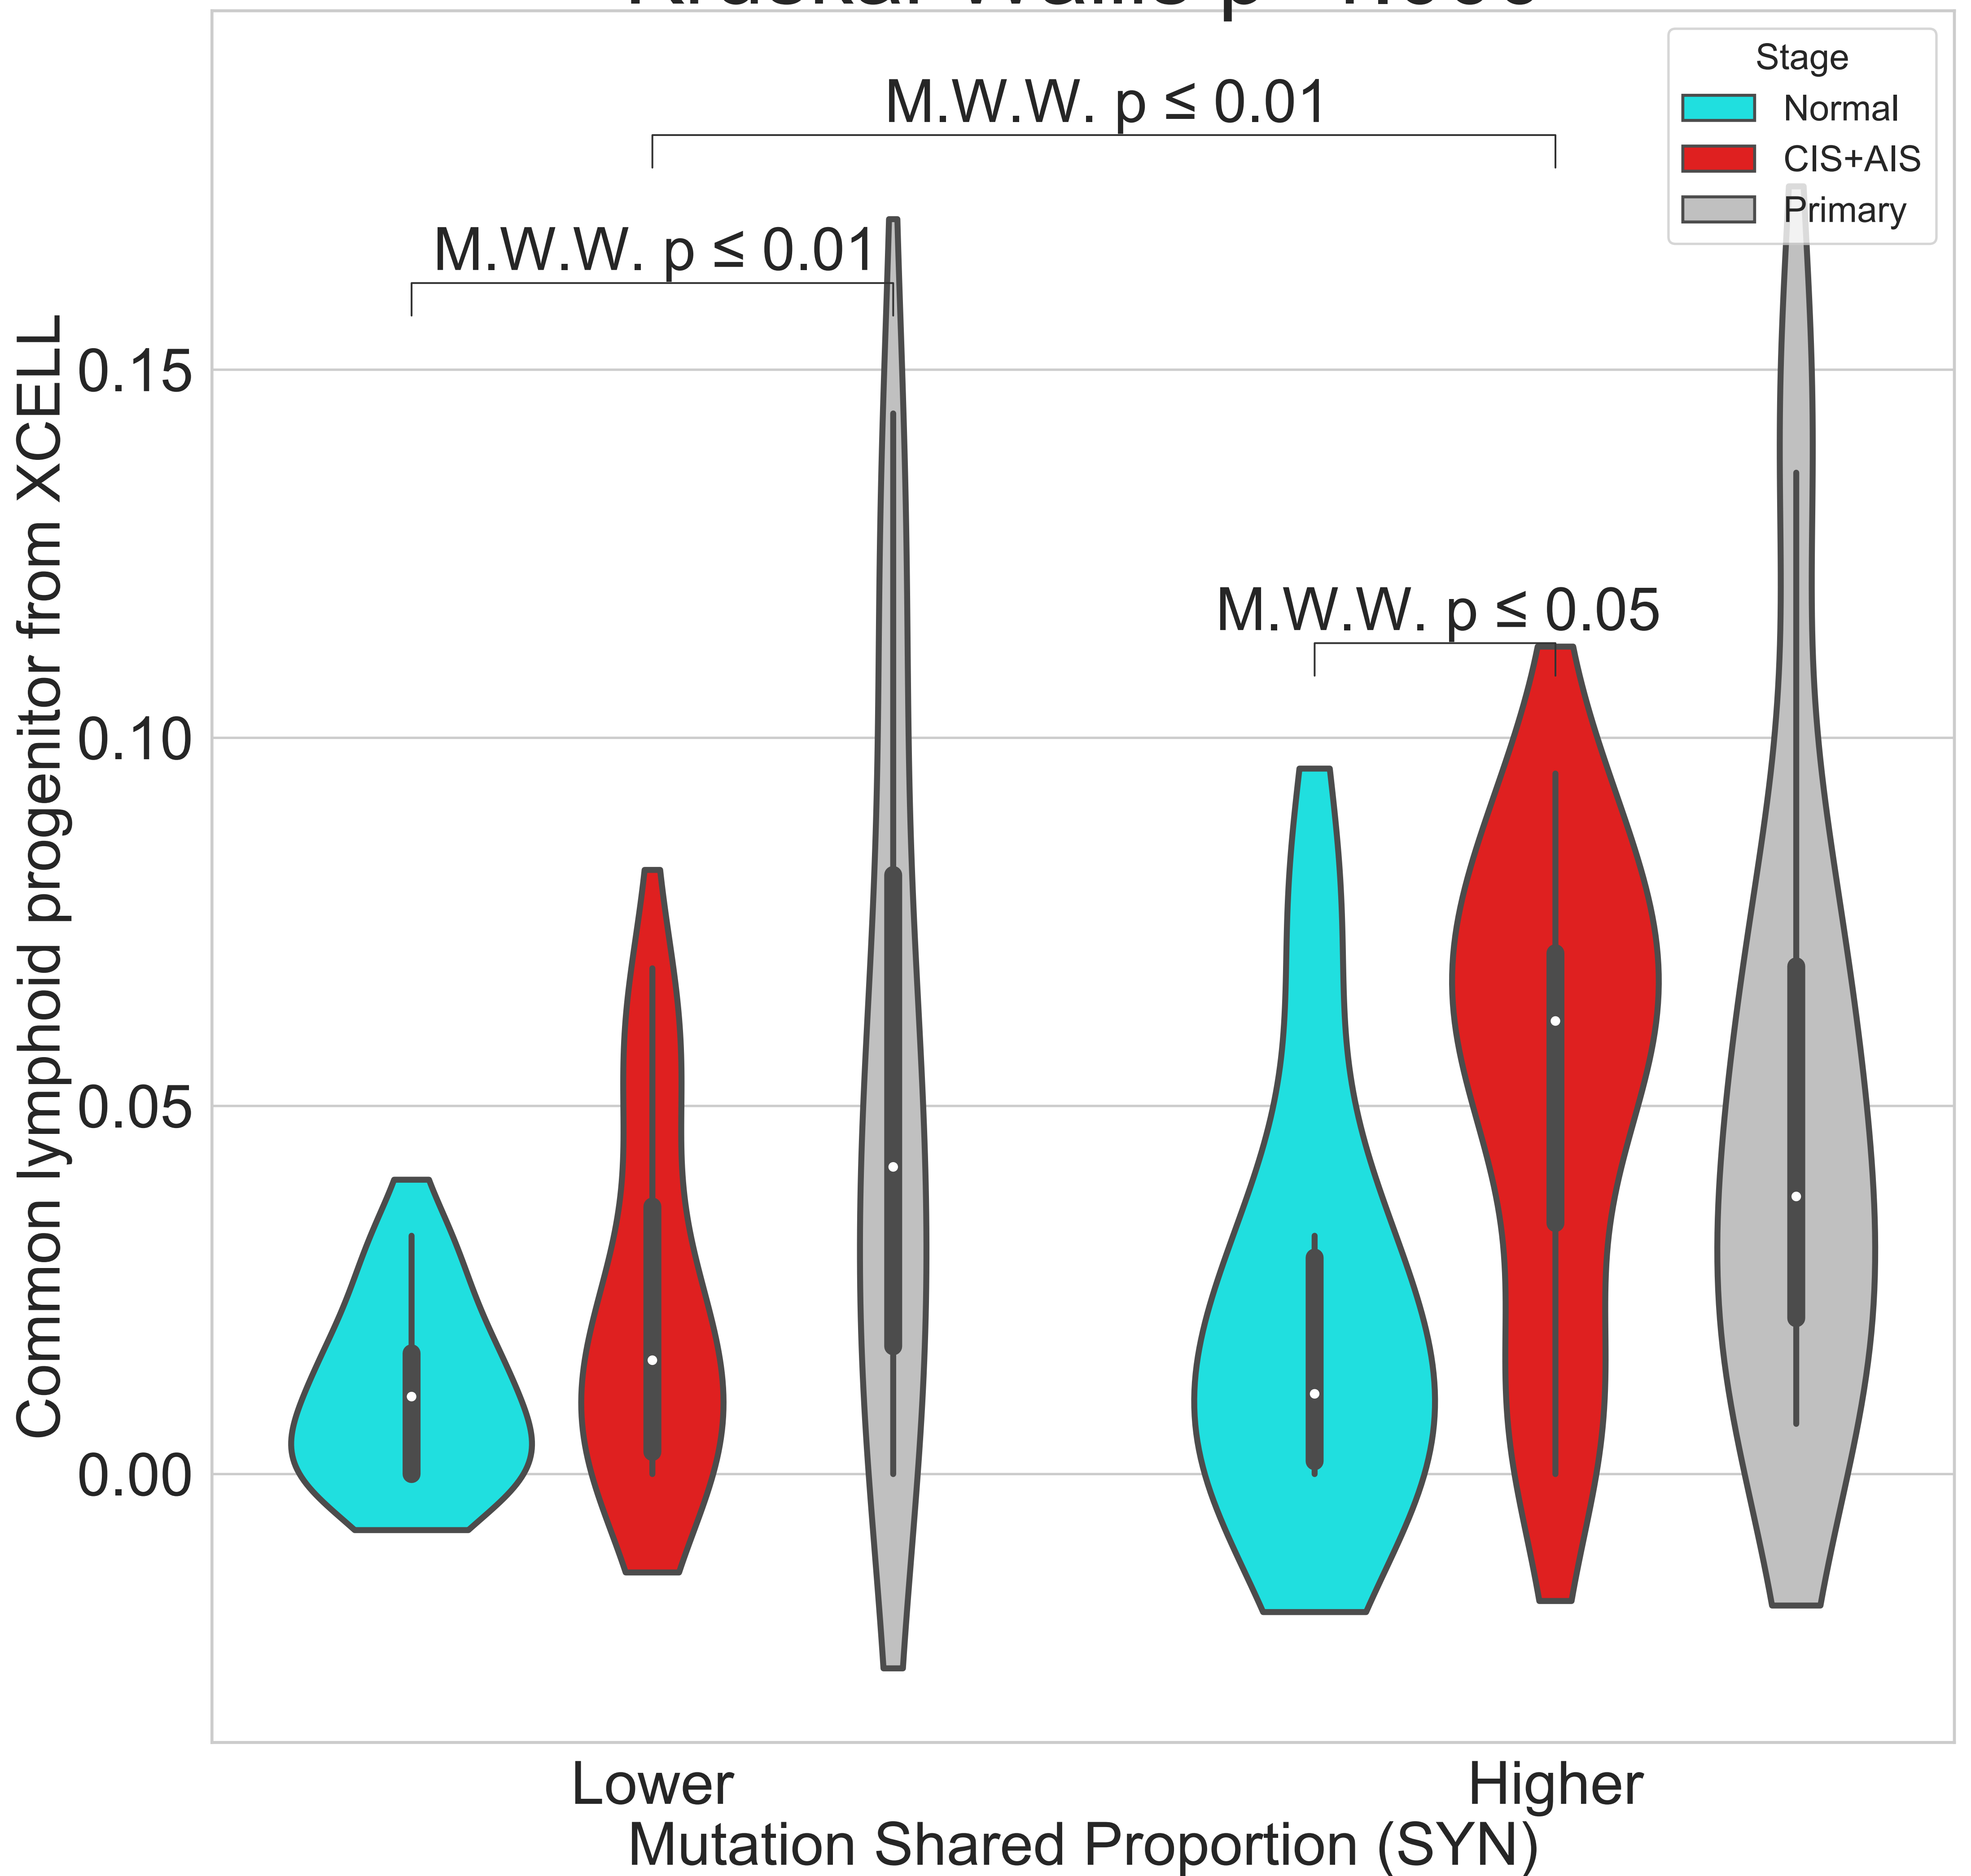 Stage
Normal
CIS+AIS
Primary
M.W.W. p ≤ 0.01
M.W.W. p ≤ 0.01
M.W.W. p ≤ 0.05
Common lymphoid progenitor from XCELL
0.15
0.10
0.05
0.00
Lower
Higher
Mutation Shared Proportion (SYN)